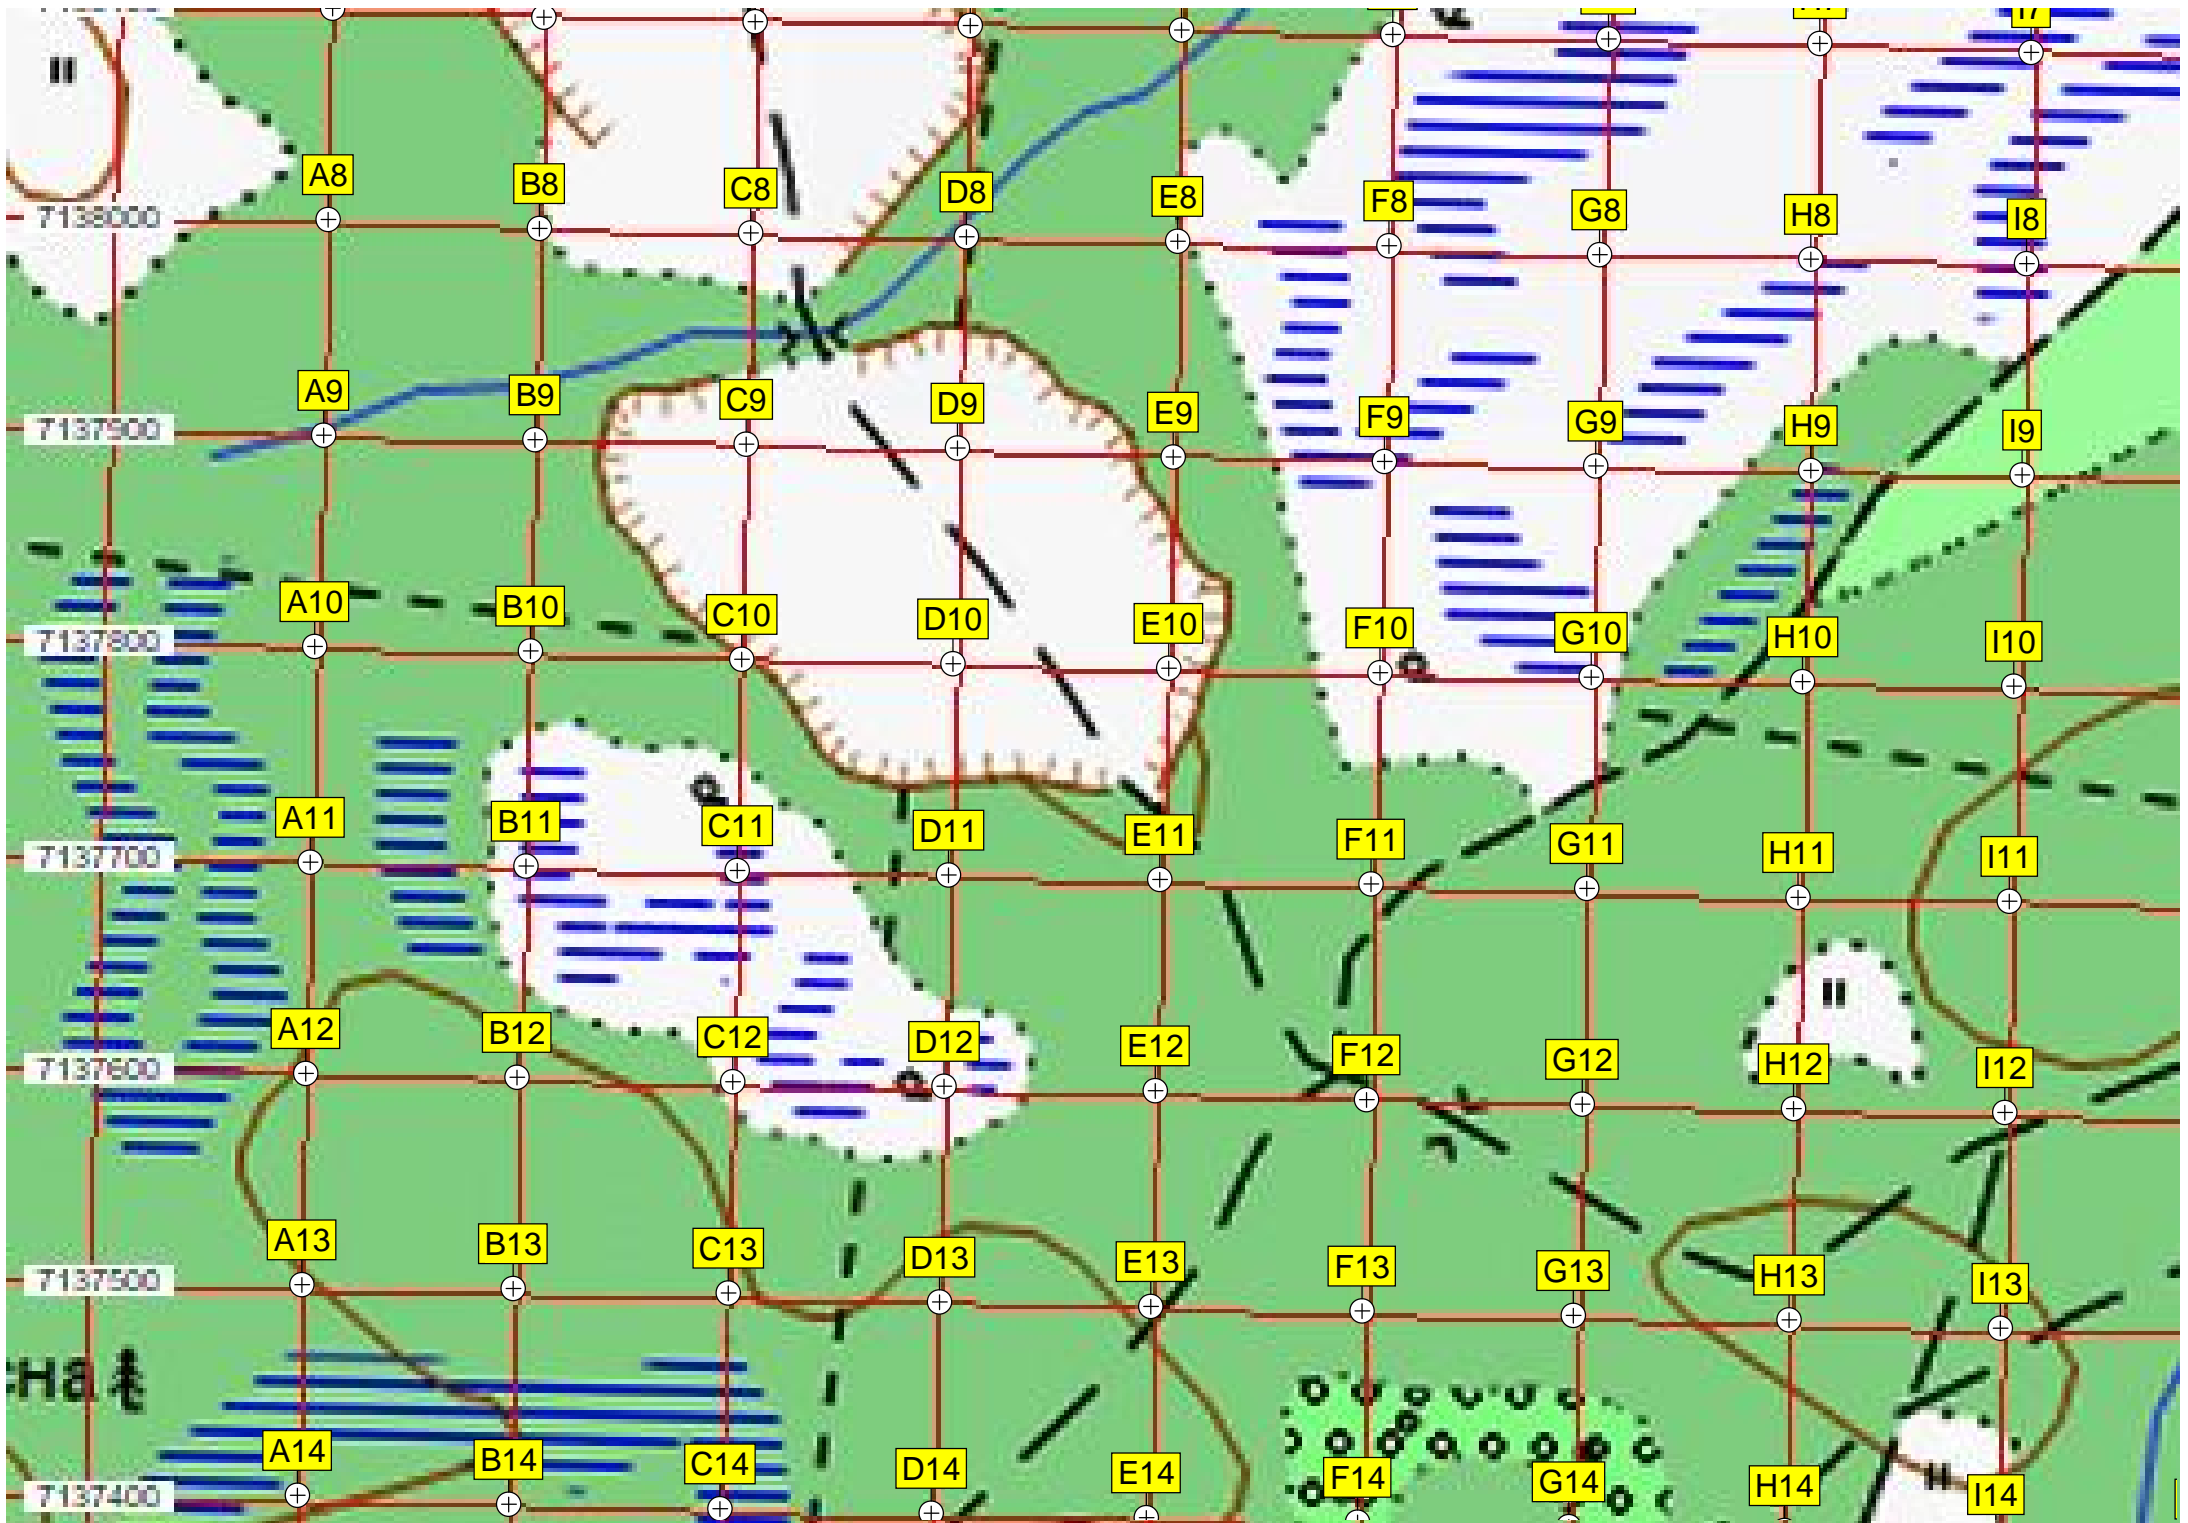 I7
A8 B8 C8 D8 E8 F8 G8 H8 I8
7138000
A9 B9 C9 D9 E9 F9 G9 H9 I9
7137900
A10 B10 C10 D10 E10 F10 G10 H10 I10
7137800
A11 B11 C11 D11 E11 F11 G11 H11 I11
7137700
A12 B12 C12 D12 E12 F12 G12 H12 I12
7137600
A13 B13 C13 D13 E13 F13 G13 H13 I13
7137500
сна
A14 B14 C14 D14 E14 F14 G14 H14 I14
7137400